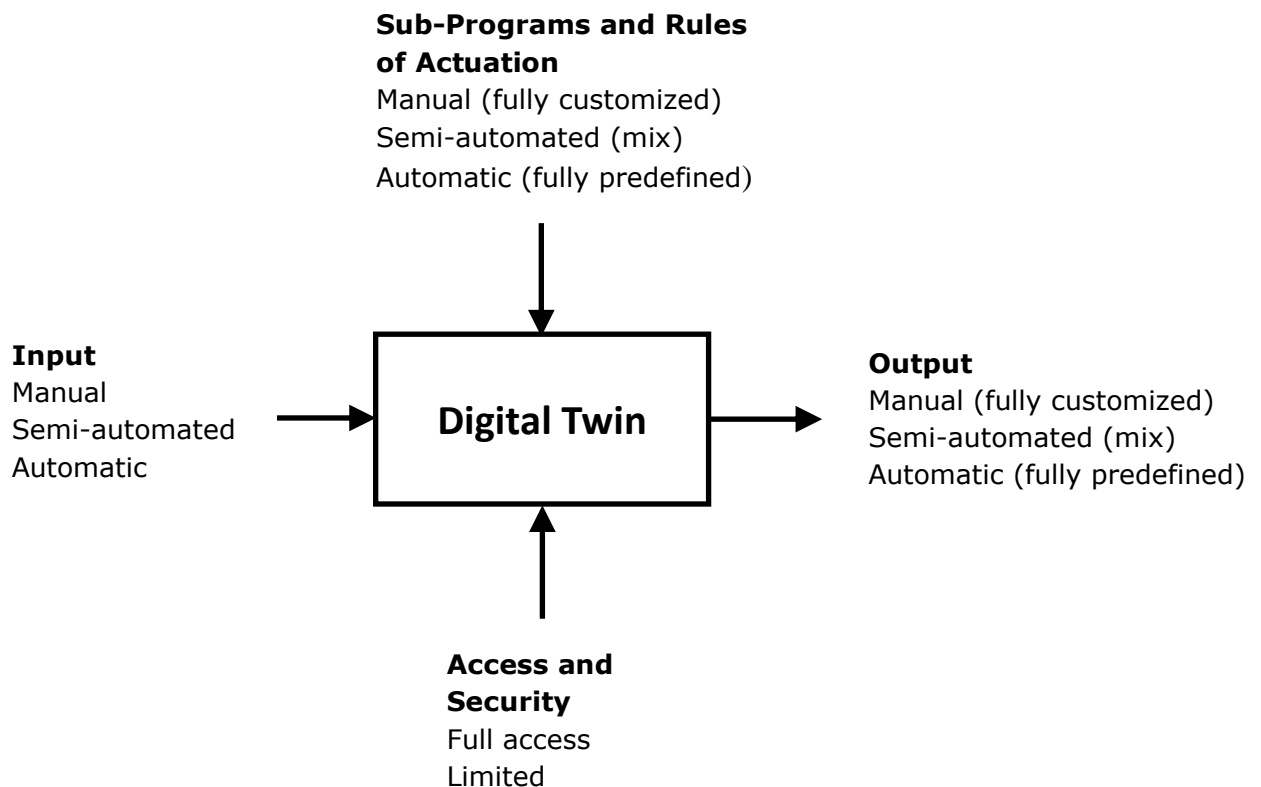 Sub-Programs and Rules
of Actuation
Manual (fully customized)
Semi-automated (mix)
Automatic (fully predefined)
Input
Manual
Semi-automated
Automatic
Digital Twin
Output
Manual (fully customized)
Semi-automated (mix)
Automatic (fully predefined)
Access and
Security
Full access
Limited